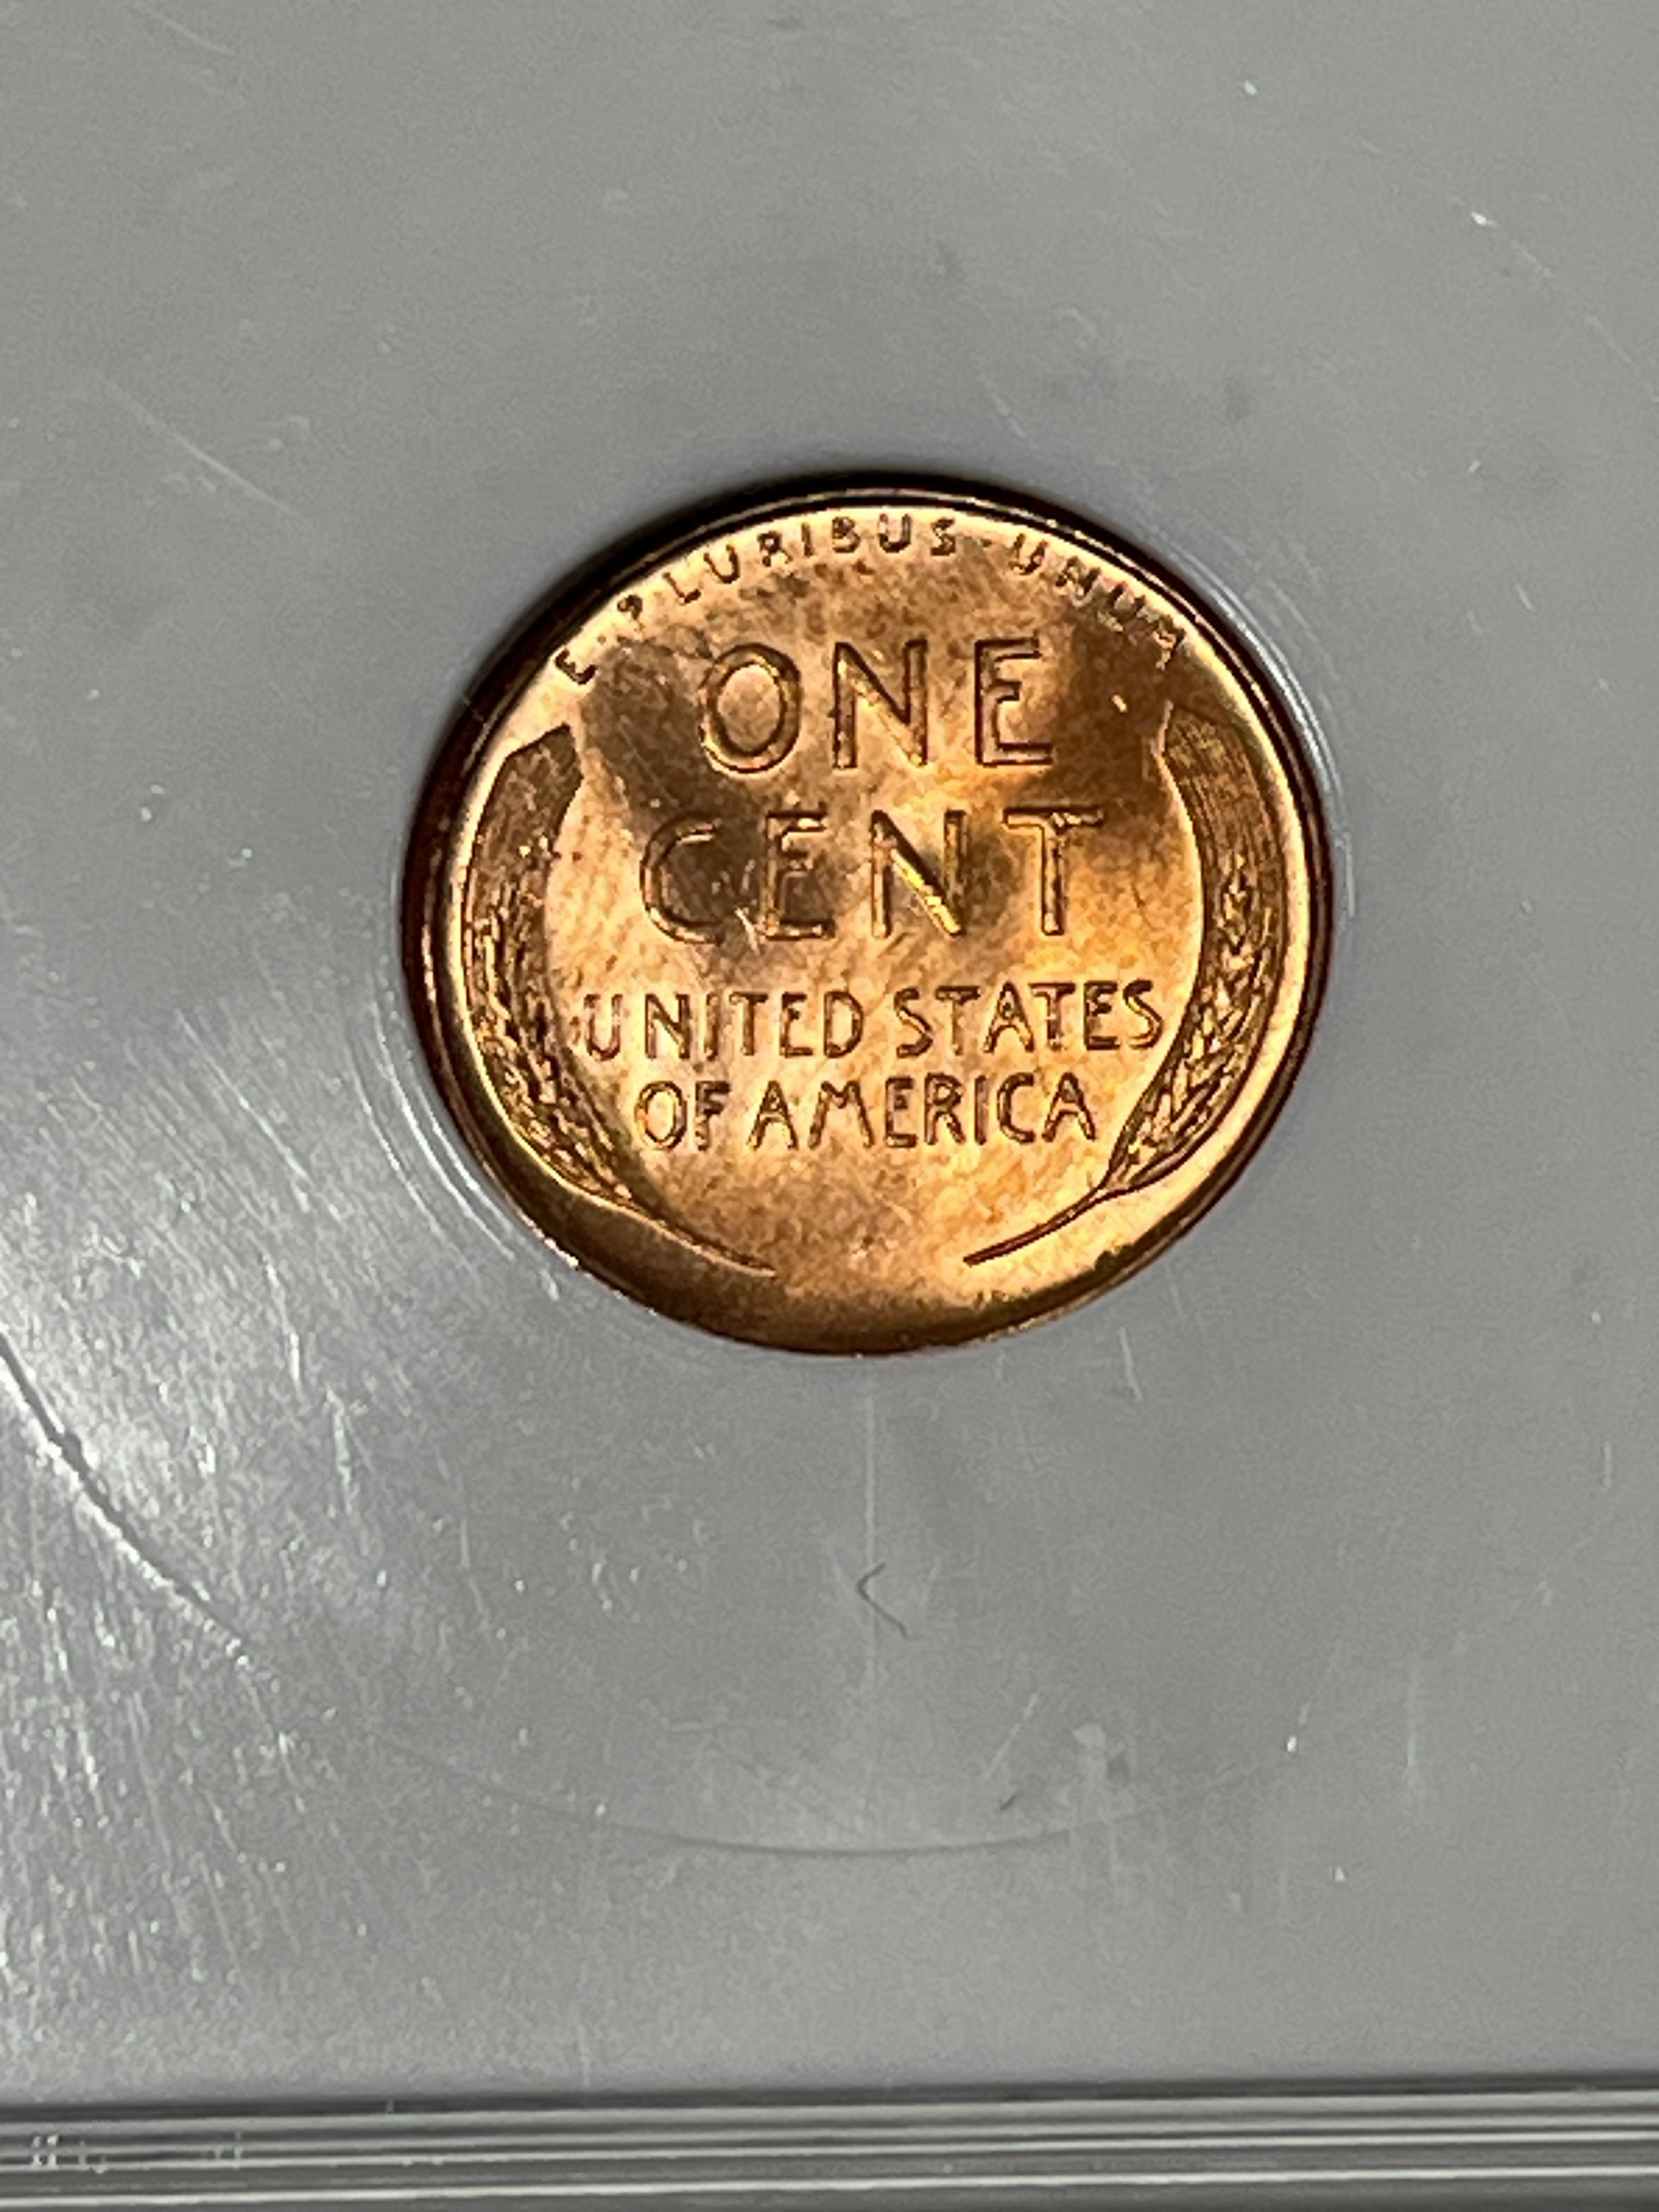 E·PLURIBUS·UNUM
ONE
CENT
UNITED STATES
OF AMERICA